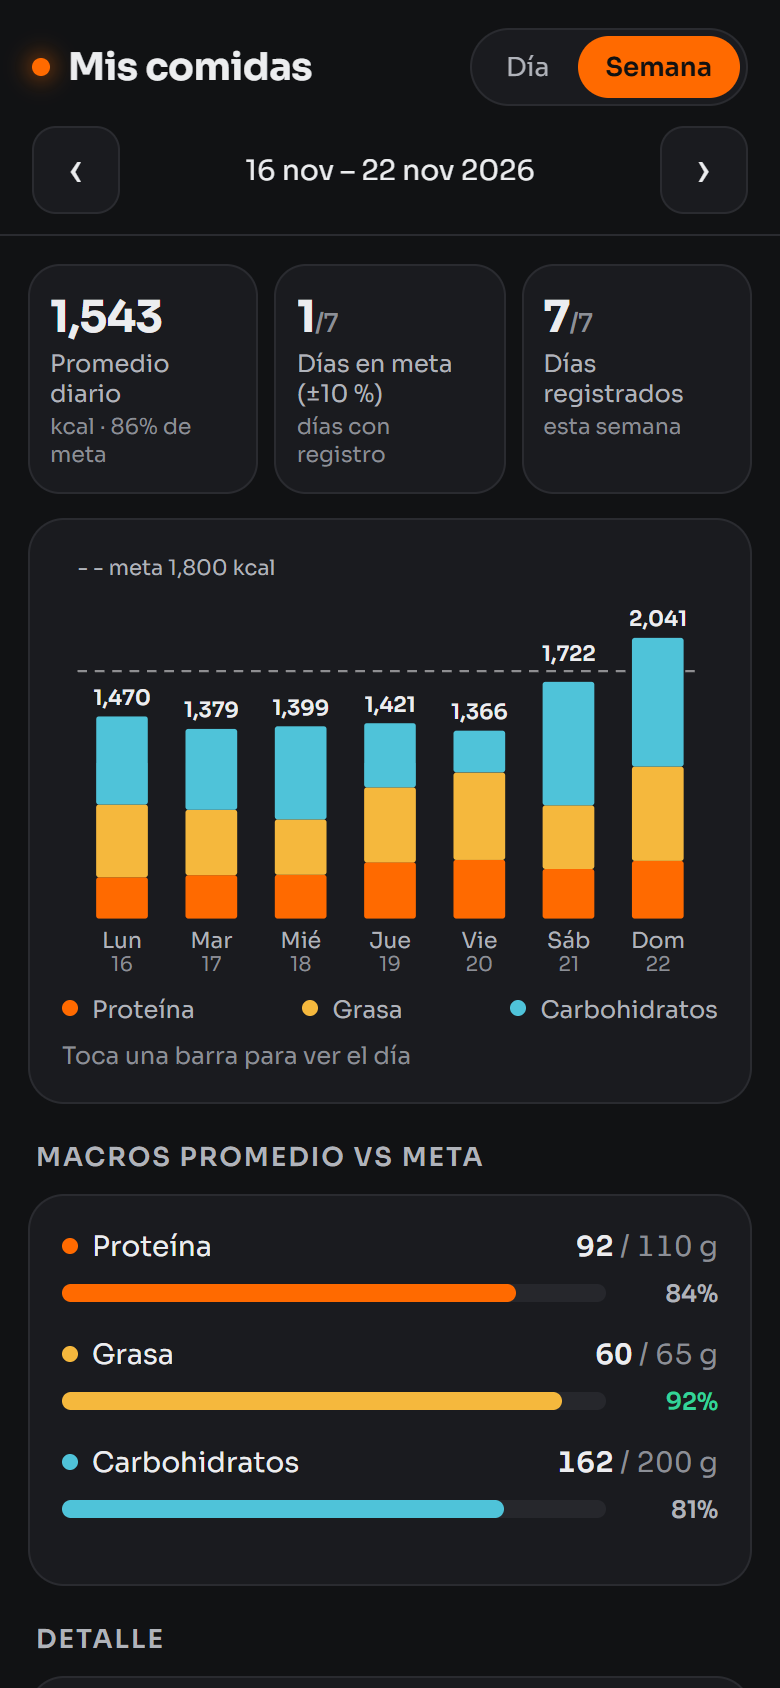 Mis comidas
Día
Semana
‹
16 nov – 22 nov 2026
›
1,543
Promedio
diario
kcal · 86% de
meta
1/7
Días en meta
(±10 %)
días con
registro
7/7
Días
registrados
esta semana
- - meta 1,800 kcal
1,470
1,379
1,399
1,421
1,366
1,722
2,041
Lun
16
Mar
17
Mié
18
Jue
19
Vie
20
Sáb
21
Dom
22
Proteína
Grasa
Carbohidratos
Toca una barra para ver el día
MACROS PROMEDIO VS META
Proteína
92 / 110 g
84%
Grasa
60 / 65 g
92%
Carbohidratos
162 / 200 g
81%
DETALLE